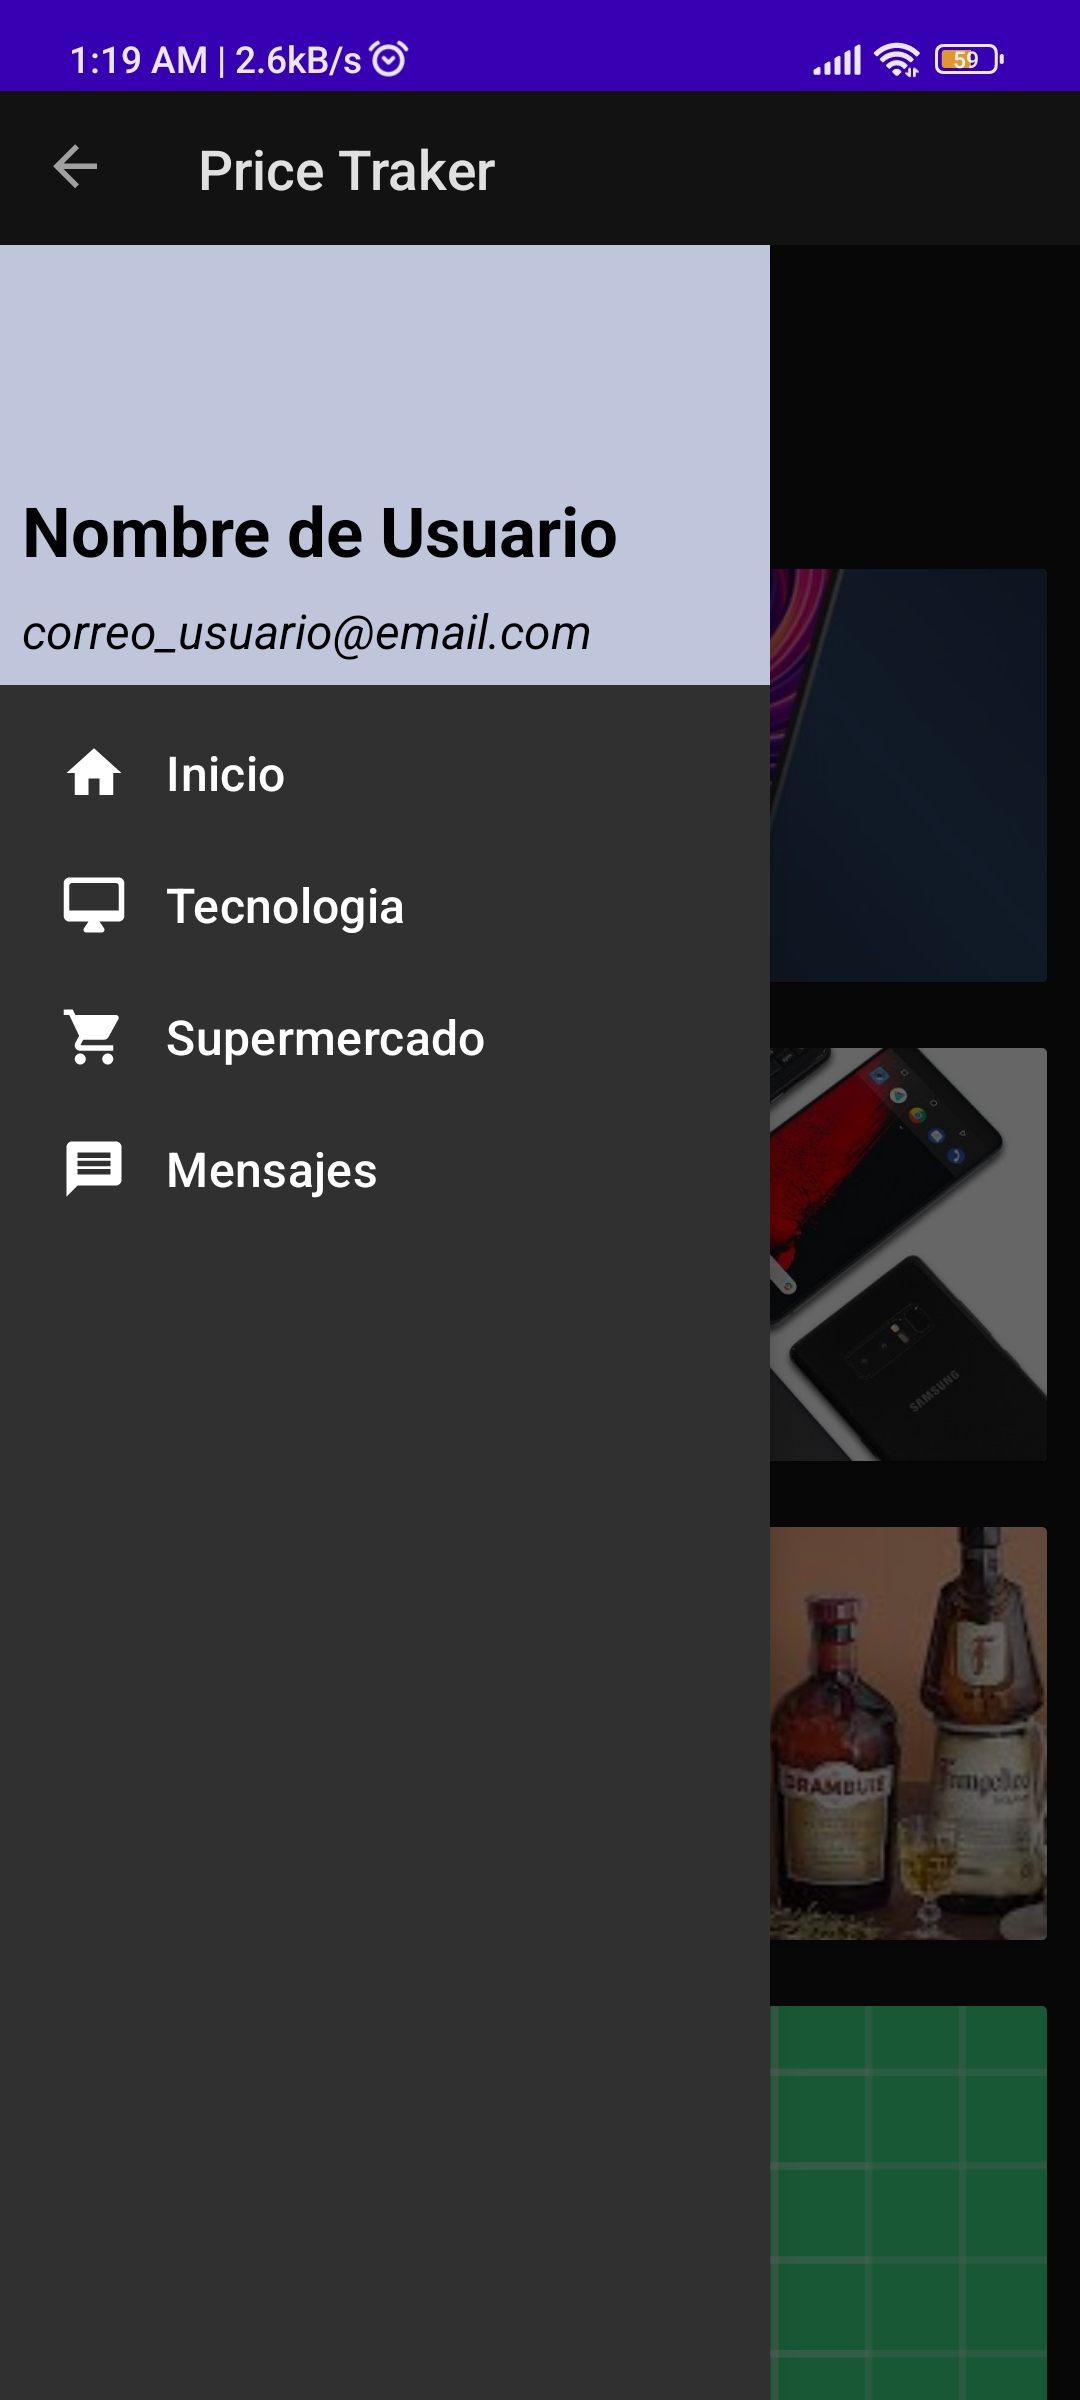 1:19 AM | 2.6kB/s
59
Price Traker
Nombre de Usuario
correo_usuario@email.com
Inicio
Tecnologia
Supermercado
Mensajes
SAMSUNG
DRAMBUIE
Frangelico